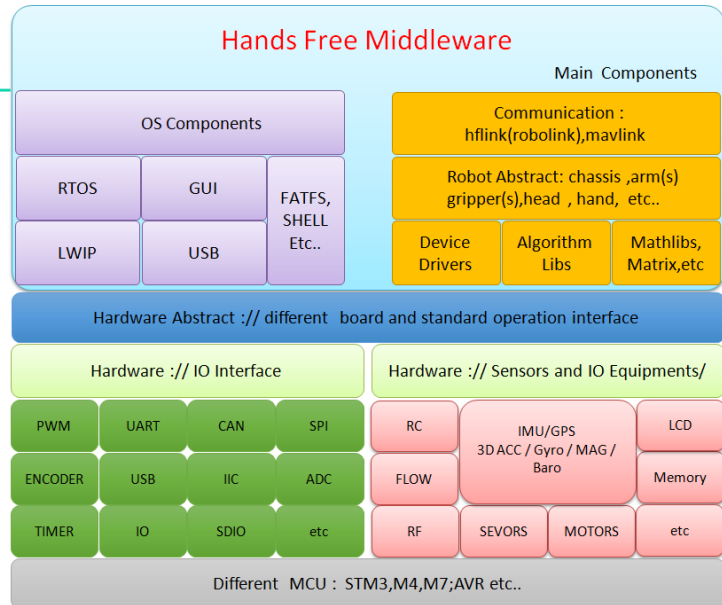 Hands Free Middleware
Main Components
OS Components
RTOS
GUI
FATFS,
SHELL
Etc..
LWIP
USB
Communication :
hflink(robolink),mavlink
Robot Abstract: chassis ,arm(s)
gripper(s),head , hand, etc..
Device
Drivers
Algorithm
Libs
Mathlibs,
Matrix,etc
Hardware Abstract :// different board and standard operation interface
Hardware :// IO Interface
Hardware :// Sensors and IO Equipments/
PWM
UART
CAN
SPI
ENCODER
USB
IIC
ADC
TIMER
IO
SDIO
etc
RC
IMU/GPS
3D ACC / Gyro / MAG /
Baro
LCD
FLOW
Memory
RF
SEVORS
MOTORS
etc
Different MCU : STM3,M4,M7;AVR etc..